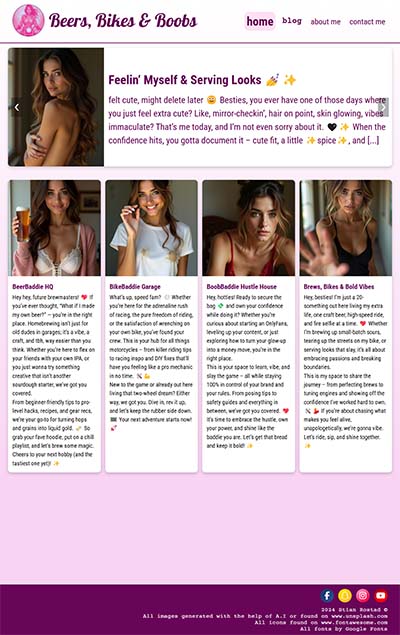 Beers, Bikes & Boobs
home blog about me contact me
Feelin' Myself & Serving Looks 💅 ✨
felt cute, might delete later 😄 Besties, you ever have one of those days where
you just feel extra cute? Like, mirror-checkin', hair on point, skin glowing, vibes
immaculate? That's me today, and I'm not even sorry about it. 🖤 ✨ When the
confidence hits, you gotta document it – cute fit, a little ✨spice✨, and [...]
BeerBaddie HQ
Hey hey, future brewmasters! 💖 If
you've ever thought, "What if I made
my own beer?" — you're in the right
place. Homebrewing isn't just for
old dudes in garages; it's a vibe, a
craft, and, tbh, way easier than you
think. Whether you're here to flex on
your friends with your own IPA, or
you just wanna try something
creative that isn't another
sourdough starter, we've got you
covered.
From beginner-friendly tips to pro-
level hacks, recipes, and gear recs,
we're your go-to for turning hops
and grains into liquid gold. 🍻 So
grab your fave hoodie, put on a chill
playlist, and let's brew some magic.
Cheers to your next hobby (and the
tastiest one yet)! ✨
BikeBaddie Garage
What's up, speed fam? 💨 Whether
you're here for the adrenaline rush
of racing, the pure freedom of riding,
or the satisfaction of wrenching on
your own bike, you've found your
crew. This is your hub for all things
motorcycles — from killer riding tips
to racing inspo and DIY fixes that'll
have you feeling like a pro mechanic
in no time. 🛠️ 💪
New to the game or already out here
living that two-wheel dream? Either
way, we got you. Dive in, rev it up,
and let's keep the rubber side down.
🏁 Your next adventure starts now!
🚀
BoobBaddie Hustle House
Hey, hotties! Ready to secure the
bag 💸 and own your confidence
while doing it? Whether you're
curious about starting an OnlyFans,
leveling up your content, or just
exploring how to turn your glow-up
into a money move, you're in the
right place.
This is your space to learn, vibe, and
slay the game — all while staying
100% in control of your brand and
your rules. From posing tips to
safety guides and everything in
between, we've got you covered. 💖
It's time to embrace the hustle, own
your power, and shine like the
baddie you are. Let's get that bread
and keep it bold! ✨
Brews, Bikes & Bold Vibes
Hey, besties! I'm just a 20-
something out here living my extra
life, one craft beer, high-speed ride,
and fire selfie at a time. 💖 Whether
I'm brewing up small-batch sours,
tearing up the streets on my bike, or
serving looks that slay, it's all about
embracing passions and breaking
boundaries.
This is my space to share the
journey — from perfecting brews to
tuning engines and showing off the
confidence I've worked hard to own.
✨ 💃 If you're about chasing what
makes you feel alive,
unapologetically, we're gonna vibe.
Let's ride, sip, and shine together.
✨
2024 Stian Rostad ©
All images generated with the help of A.I or found on www.unsplash.com
All icons found on www.fontawesome.com
All fonts by Google Fonts